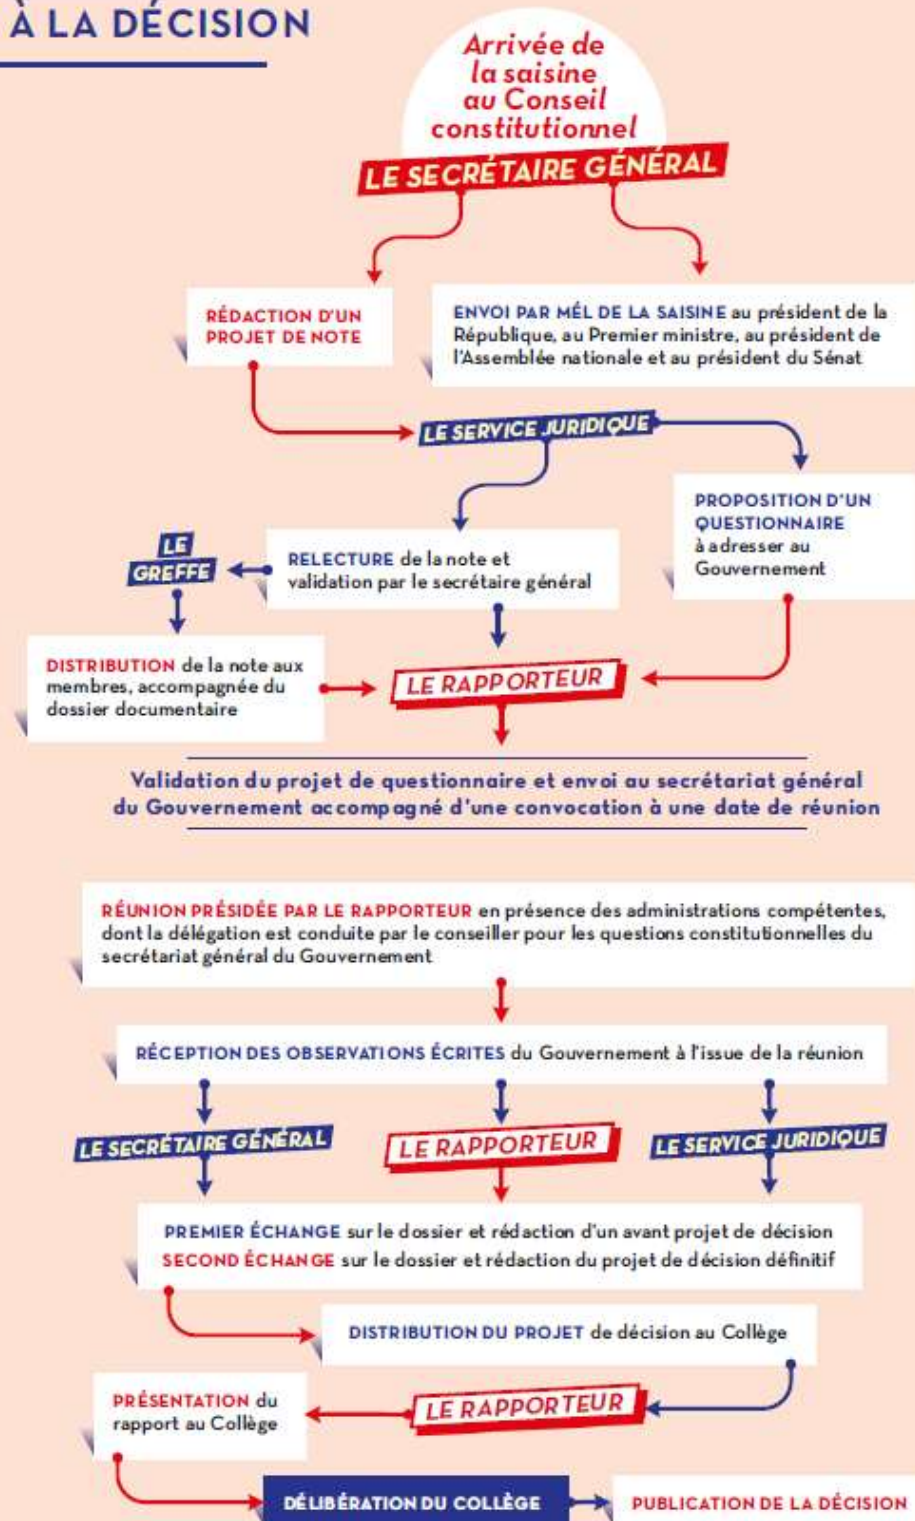 À LA DÉCISION
Arrivée de
la saisine
au Conseil
constitutionnel
LE SECRÉTAIRE GÉNÉRAL
RÉDACTION D'UN
PROJET DE NOTE
ENVOI PAR MÉL DE LA SAISINE au président de la
République, au Premier ministre, au président de
l'Assemblée nationale et au président du Sénat
LE SERVICE JURIDIQUE
PROPOSITION D'UN
QUESTIONNAIRE
à adresser au
Gouvernement
LE
GREFFE
RELECTURE de la note et
validation par le secrétaire général
DISTRIBUTION de la note aux
membres, accompagnée du
dossier documentaire
LE RAPPORTEUR
Validation du projet de questionnaire et envoi au secrétariat général
du Gouvernement accompagné d'une convocation à une date de réunion
RÉUNION PRÉSIDÉE PAR LE RAPPORTEUR en présence des administrations compétentes,
dont la délégation est conduite par le conseiller pour les questions constitutionnelles du
secrétariat général du Gouvernement
RÉCEPTION DES OBSERVATIONS ÉCRITES du Gouvernement à l'issue de la réunion
LE SECRÉTAIRE GÉNÉRAL
LE RAPPORTEUR
LE SERVICE JURIDIQUE
PREMIER ÉCHANGE sur le dossier et rédaction d'un avant projet de décision
SECOND ÉCHANGE sur le dossier et rédaction du projet de décision définitif
DISTRIBUTION DU PROJET de décision au Collège
PRÉSENTATION du
rapport au Collège
LE RAPPORTEUR
DÉLIBÉRATION DU COLLÈGE
PUBLICATION DE LA DÉCISION